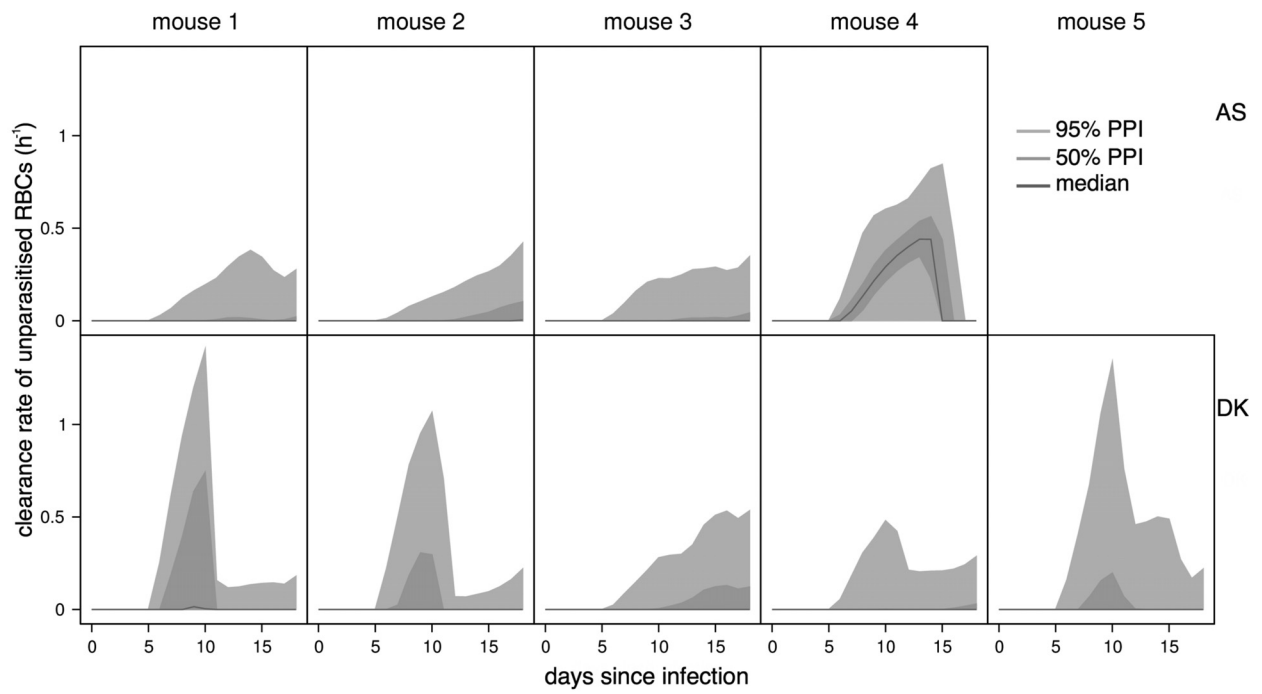 mouse 1 mouse 2 mouse 3 mouse 4 mouse 5
AS
95% PPI
50% PPI
median
clearance rate of unparasitised RBCs (h⁻¹)
1
0.5
0
DK
1
0.5
0
0 5 10 15 0 5 10 15 0 5 10 15 0 5 10 15 0 5 10 15
days since infection